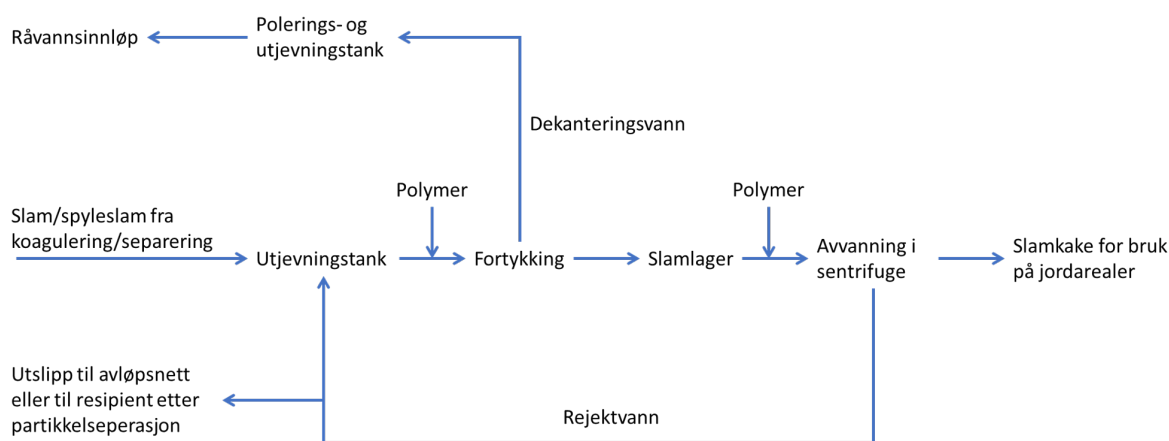 Råvannsinnløp
Polerings- og
utjevningstank
Dekanteringsvann
Polymer
Polymer
Slam/spyleslam fra
koagulering/separering
Utjevningstank
Fortykking
Slamlager
Avvanning i
sentrifuge
Slamkake for bruk
på jordarealer
Utslipp til avløpsnett
eller til resipient etter
partikkelseperasjon
Rejektvann